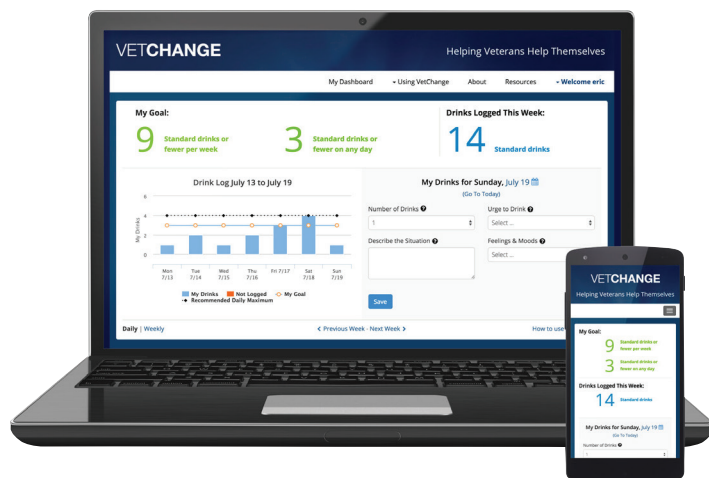 VETCHANGE
Helping Veterans Help Themselves
My Dashboard
Using VetChange
About
Resources
Welcome eric
My Goal:
9 Standard drinks or
fewer per week
3 Standard drinks or
fewer on any day
Drinks Logged This Week:
14 Standard drinks
Drink Log July 13 to July 19
My Drinks
6
4
2
0
Mon
7/13
Tue
7/14
Wed
7/15
Thu
7/16
Fri 7/17
Sat
7/18
Sun
7/19
My Drinks Not Logged My Goal
Recommended Daily Maximum
My Drinks for Sunday, July 19
(Go To Today)
Number of Drinks
1
Urge to Drink
Select ...
Describe the Situation
Feelings & Moods
Select ...
Save
Daily | Weekly
< Previous Week - Next Week >
How to use
VETCHANGE
Helping Veterans Help Themselves
My Goal:
9 Standard drinks or
fewer per week
3 Standard drinks or
fewer on any day
Drinks Logged This Week:
14 Standard drinks
My Drinks for Sunday, July 19
(Go To Today)
Number of Drinks
1